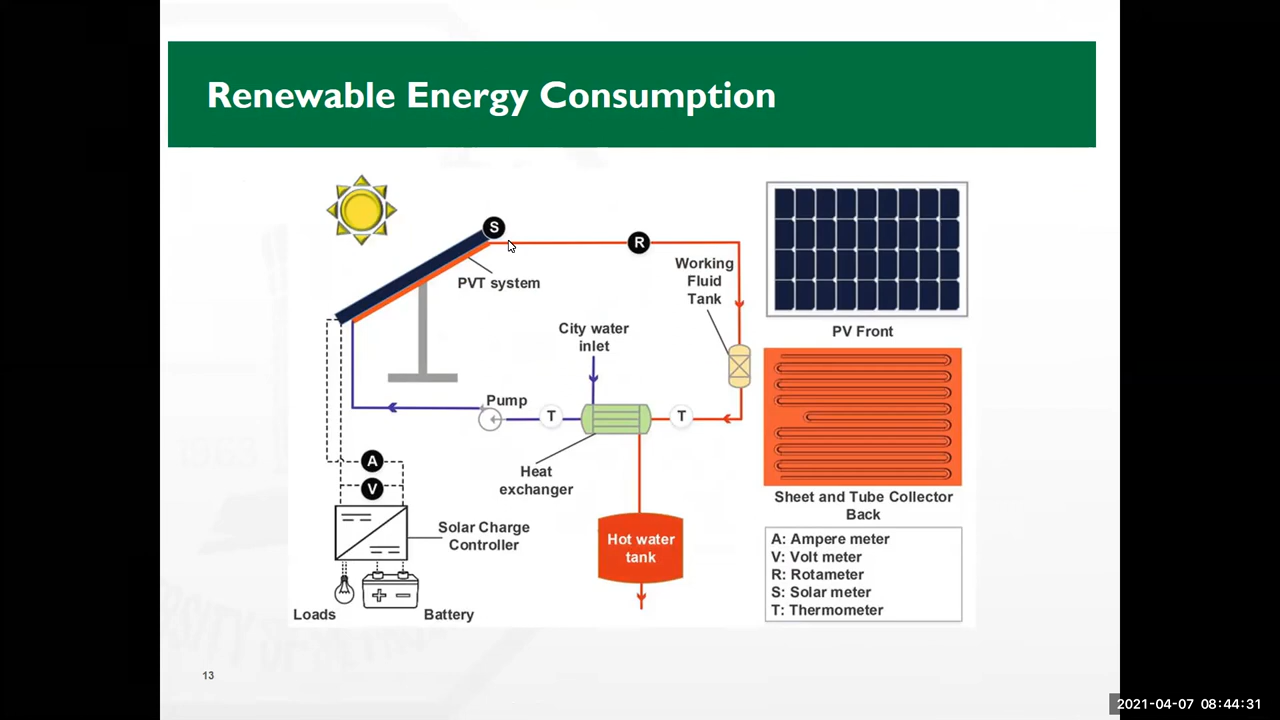 Renewable Energy Consumption
S
R
PVT system
Working
Fluid
Tank
City water
inlet
Pump
T
T
Heat
exchanger
A
V
Solar Charge
Controller
Hot water
tank
Loads
Battery
PV Front
Sheet and Tube Collector
Back
A: Ampere meter
V: Volt meter
R: Rotameter
S: Solar meter
T: Thermometer
13
2021-04-07 08:44:31